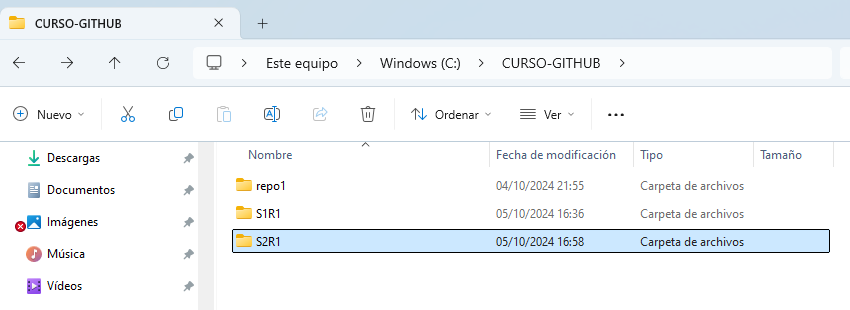 CURSO-GITHUB
Este equipo > Windows (C:) > CURSO-GITHUB >
Nuevo Ordenar Ver
Nombre Fecha de modificación Tipo Tamaño
Descargas
Documentos
Imágenes
Música
Vídeos
repo1 04/10/2024 21:55 Carpeta de archivos
S1R1 05/10/2024 16:36 Carpeta de archivos
S2R1 05/10/2024 16:58 Carpeta de archivos